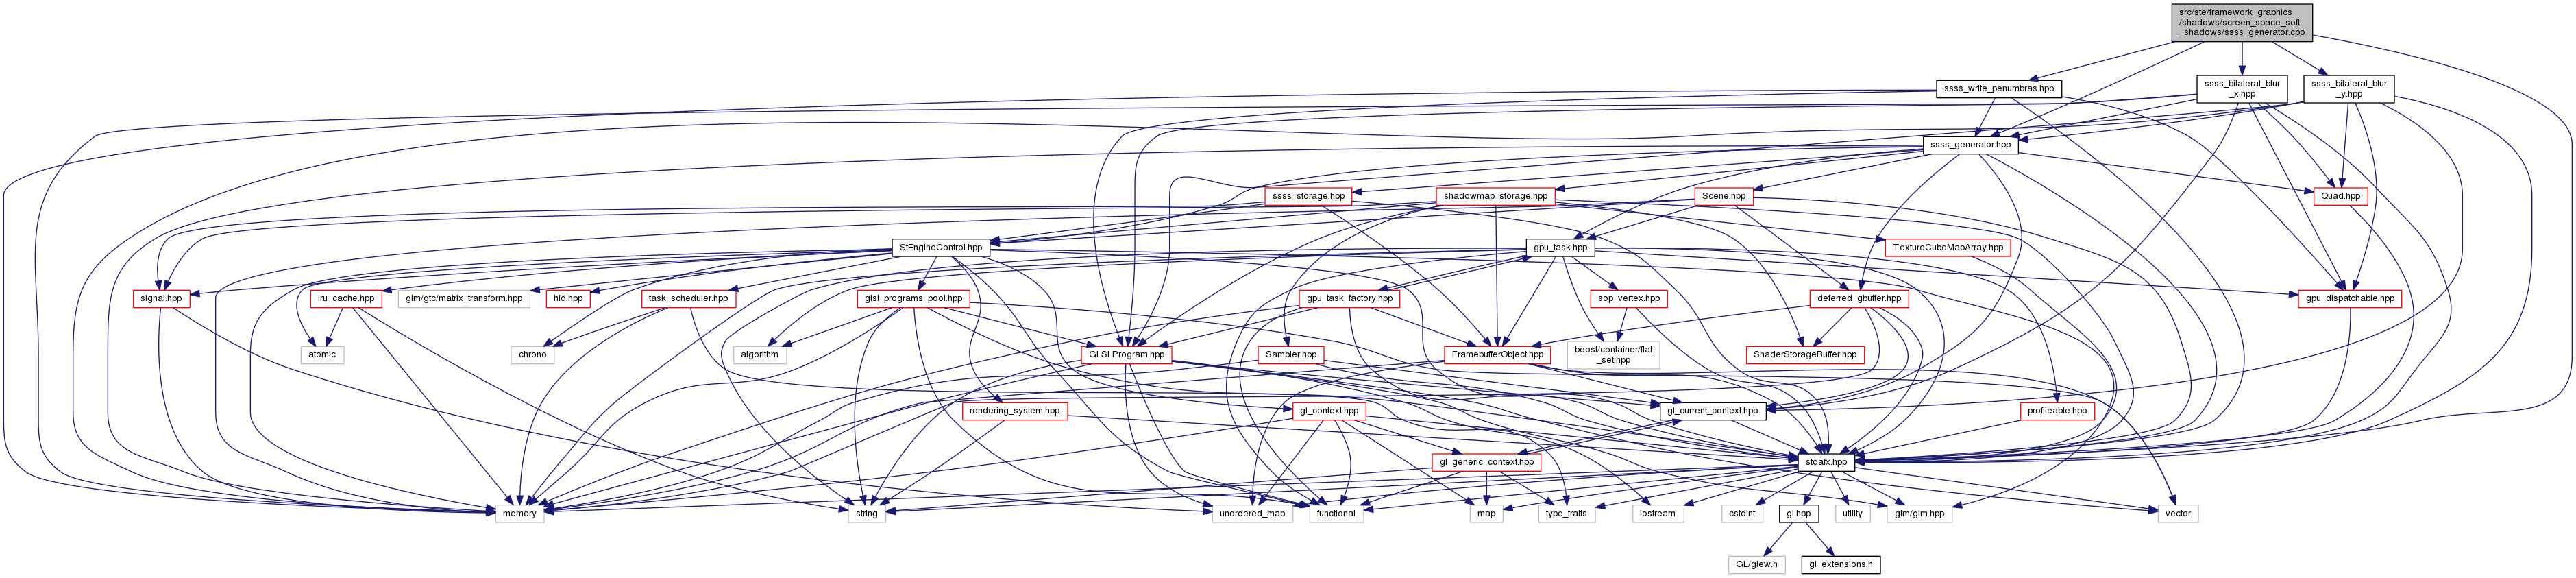 src/ste/framework_graphics
/shadows/screen_space_soft
_shadows/ssss_generator.cpp
ssss_write_penumbras.hpp
ssss_bilateral_blur
_x.hpp
ssss_bilateral_blur
_y.hpp
ssss_generator.hpp
ssss_storage.hpp
shadowmap_storage.hpp
Scene.hpp
Quad.hpp
StEngineControl.hpp
gpu_task.hpp
TextureCubeMapArray.hpp
signal.hpp
lru_cache.hpp
glm/gtc/matrix_transform.hpp
hid.hpp
task_scheduler.hpp
glsl_programs_pool.hpp
gpu_task_factory.hpp
sop_vertex.hpp
deferred_gbuffer.hpp
gpu_dispatchable.hpp
atomic
chrono
algorithm
GLSLProgram.hpp
Sampler.hpp
FramebufferObject.hpp
boost/container/flat
_set.hpp
ShaderStorageBuffer.hpp
rendering_system.hpp
gl_context.hpp
gl_current_context.hpp
profileable.hpp
gl_generic_context.hpp
stdafx.hpp
memory
string
unordered_map
functional
map
type_traits
iostream
cstdint
gl.hpp
utility
glm/glm.hpp
vector
GL/glew.h
gl_extensions.h